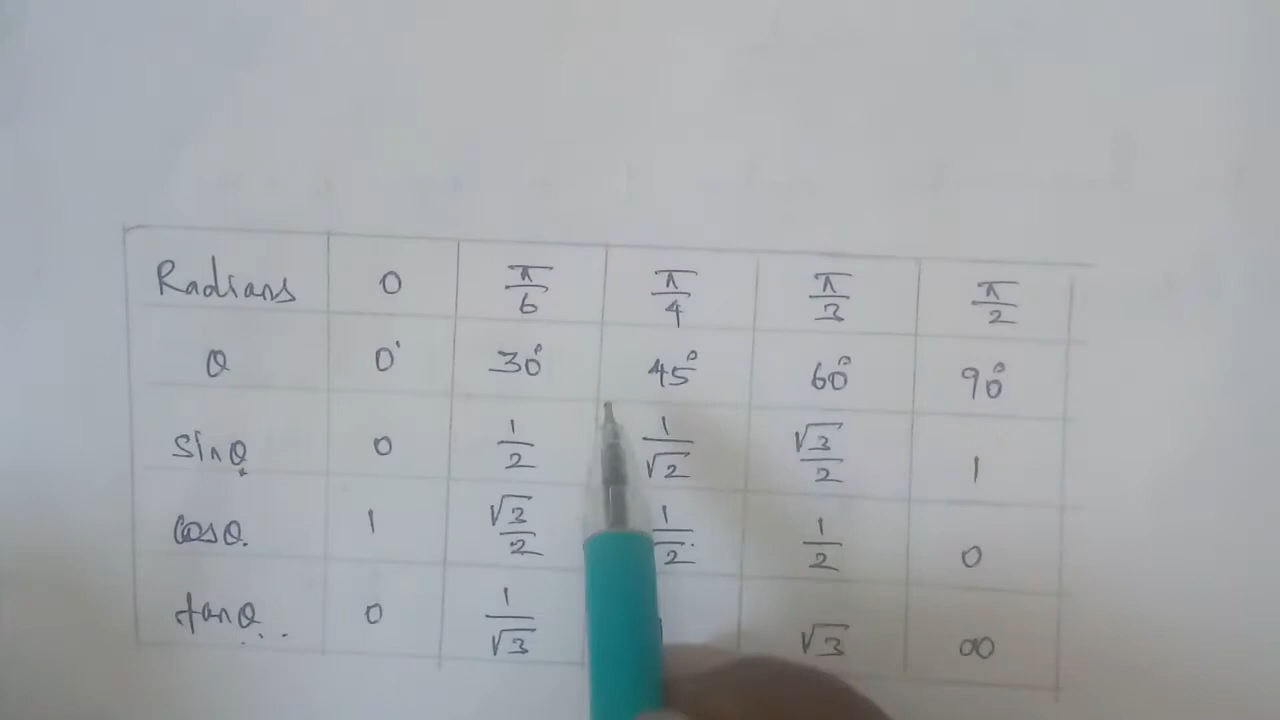 Radians 0 π/6 π/4 π/3 π/2
θ 0° 30° 45° 60° 90°
Sinθ 0 1/2 1/√2 √3/2 1
Cosθ 1 √3/2 1/2 1/2 0
tanθ 0 1/√3 √3 ∞